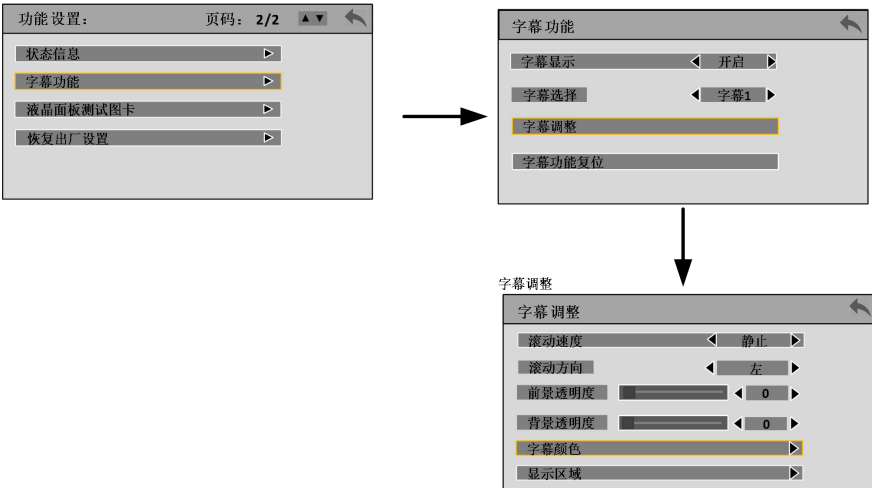 功能设置： 页码：2/2 ▲▼
状态信息
字幕功能
液晶面板测试图卡
恢复出厂设置
字幕功能
字幕显示 开启
字幕选择 字幕1
字幕调整
字幕功能复位
字幕调整
字幕调整
滚动速度 静止
滚动方向 左
前景透明度 0
背景透明度 0
字幕颜色
显示区域